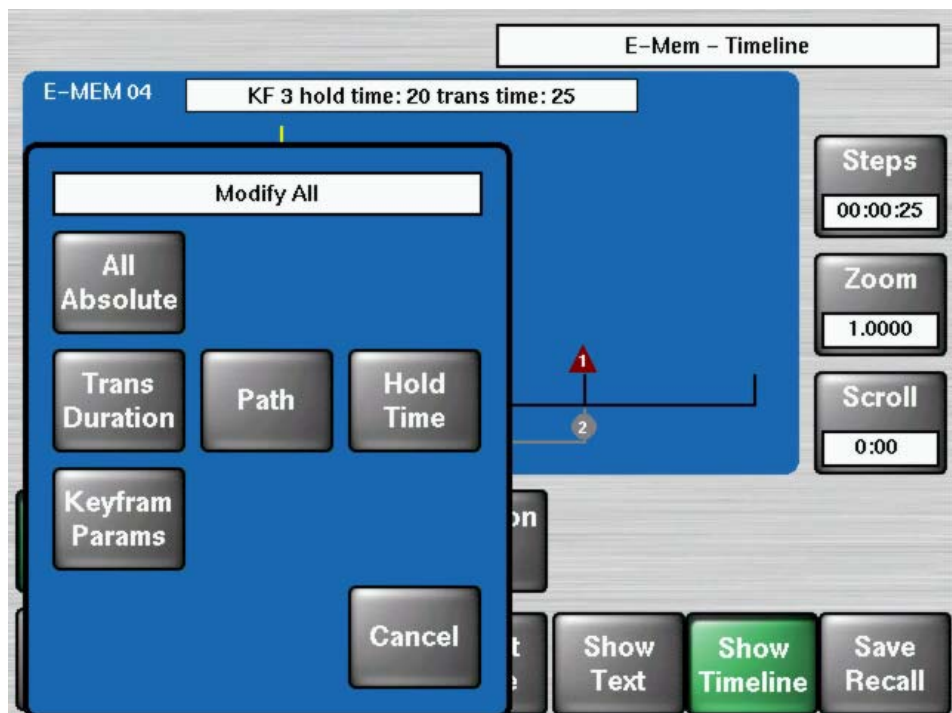 E-Mem - Timeline
E-MEM 04
KF 3 hold time: 20 trans time: 25
Modify All
All
Absolute
Trans
Duration
Path
Hold
Time
Keyfram
Params
Cancel
Steps
00:00:25
Zoom
1.0000
Scroll
0:00
1
2
on
t
Show
Text
Show
Timeline
Save
Recall